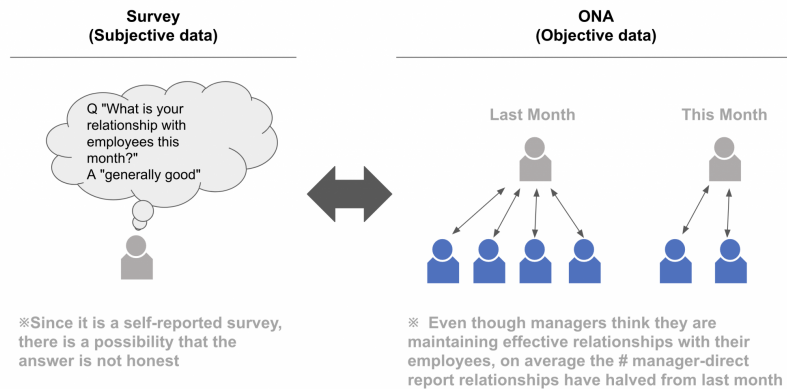 Survey
(Subjective data)
ONA
(Objective data)
Q "What is your
relationship with
employees this
month?"
A "generally good"
Last Month
This Month
※Since it is a self-reported survey,
there is a possibility that the
answer is not honest
※ Even though managers think they are
maintaining effective relationships with their
employees, on average the # manager-direct
report relationships have halved from last month